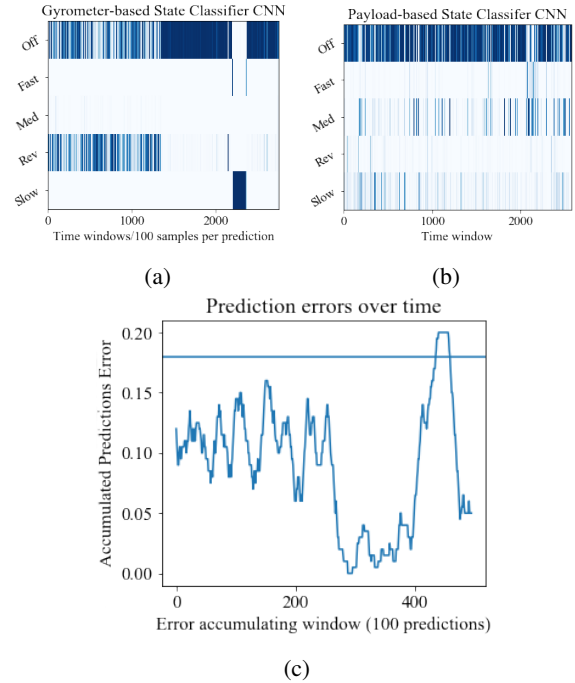 Gyrometer-based State Classifier CNN
Off
Fast
Med
Rev
Slow
0 1000 2000
Time windows/100 samples per prediction
(a)
Payload-based State Classifer CNN
Off
Fast
Med
Rev
Slow
0 1000 2000
Time window
(b)
Prediction errors over time
Accumulated Predictions Error
0.20
0.15
0.10
0.05
0.00
0 200 400
Error accumulating window (100 predictions)
(c)